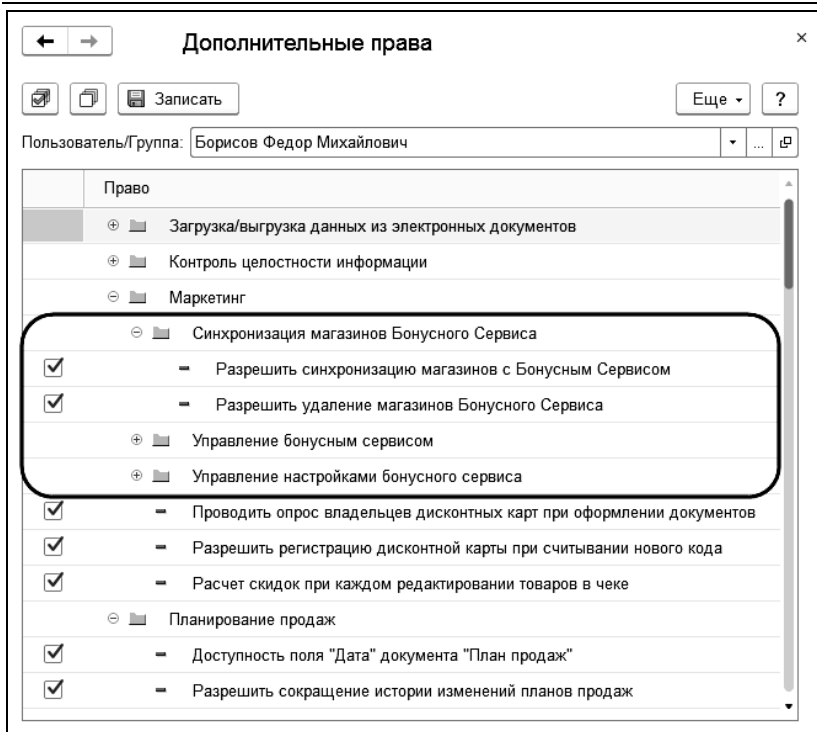 Дополнительные права
Записать
Еще
?
Пользователь/Группа: Борисов Федор Михайлович
...
Право
Загрузка/выгрузка данных из электронных документов
Контроль целостности информации
Маркетинг
Синхронизация магазинов Бонусного Сервиса
Разрешить синхронизацию магазинов с Бонусным Сервисом
Разрешить удаление магазинов Бонусного Сервиса
Управление бонусным сервисом
Управление настройками бонусного сервиса
Проводить опрос владельцев дисконтных карт при оформлении документов
Разрешить регистрацию дисконтной карты при считывании нового кода
Расчет скидок при каждом редактировании товаров в чеке
Планирование продаж
Доступность поля "Дата" документа "План продаж"
Разрешить сокращение истории изменений планов продаж